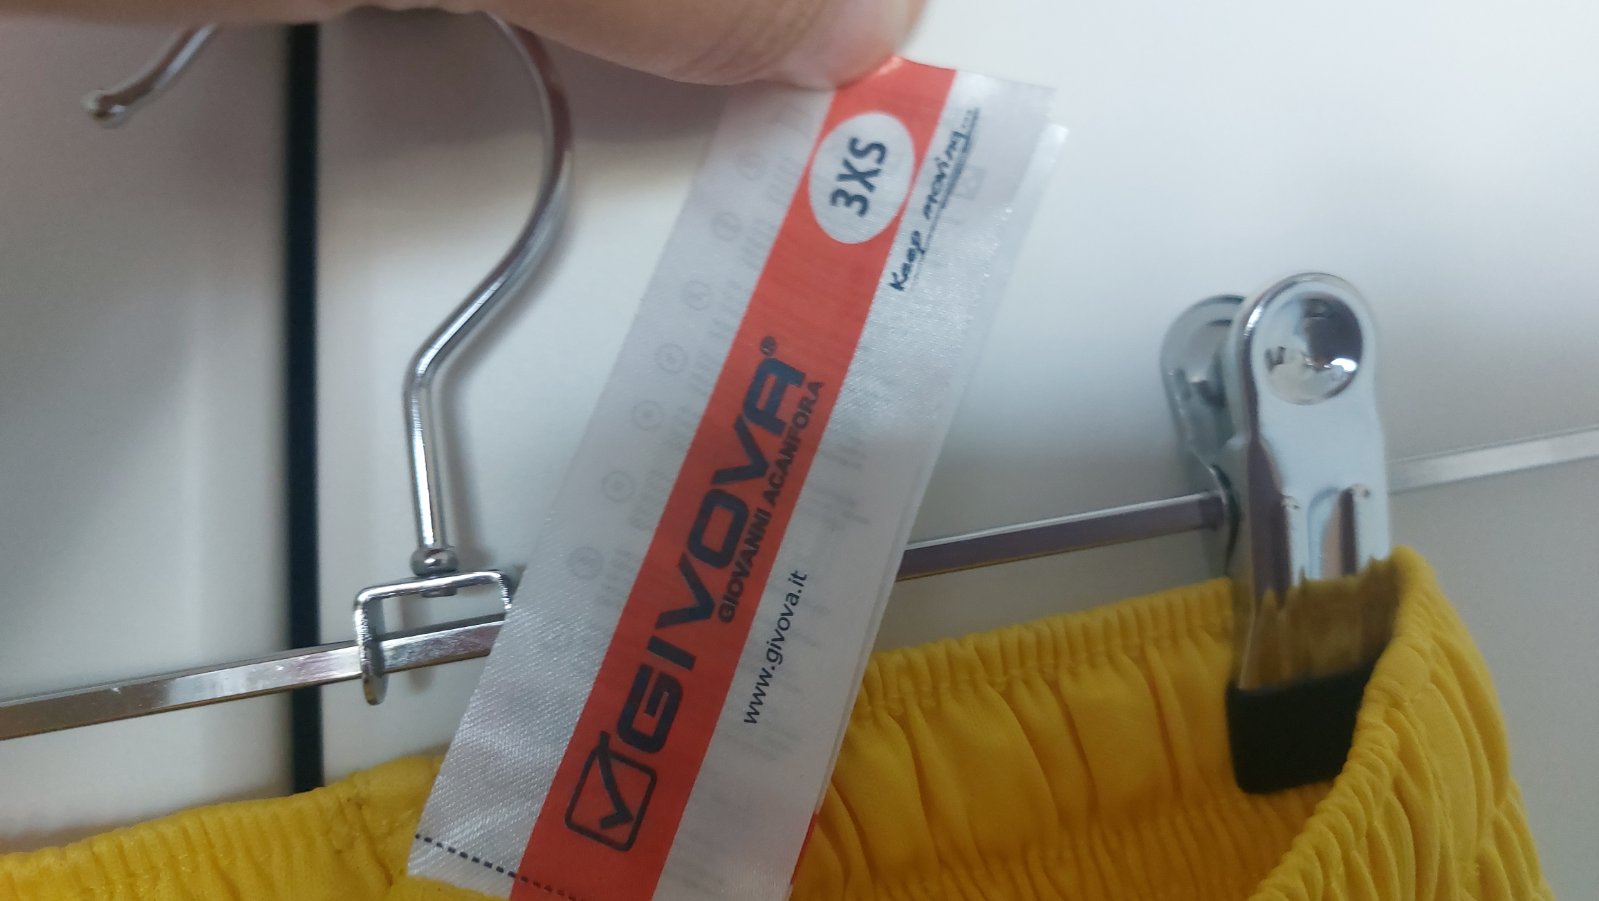 3XS
Keep moving...
GIVOVA®
GIOVANNI ACANFORA
www.givova.it